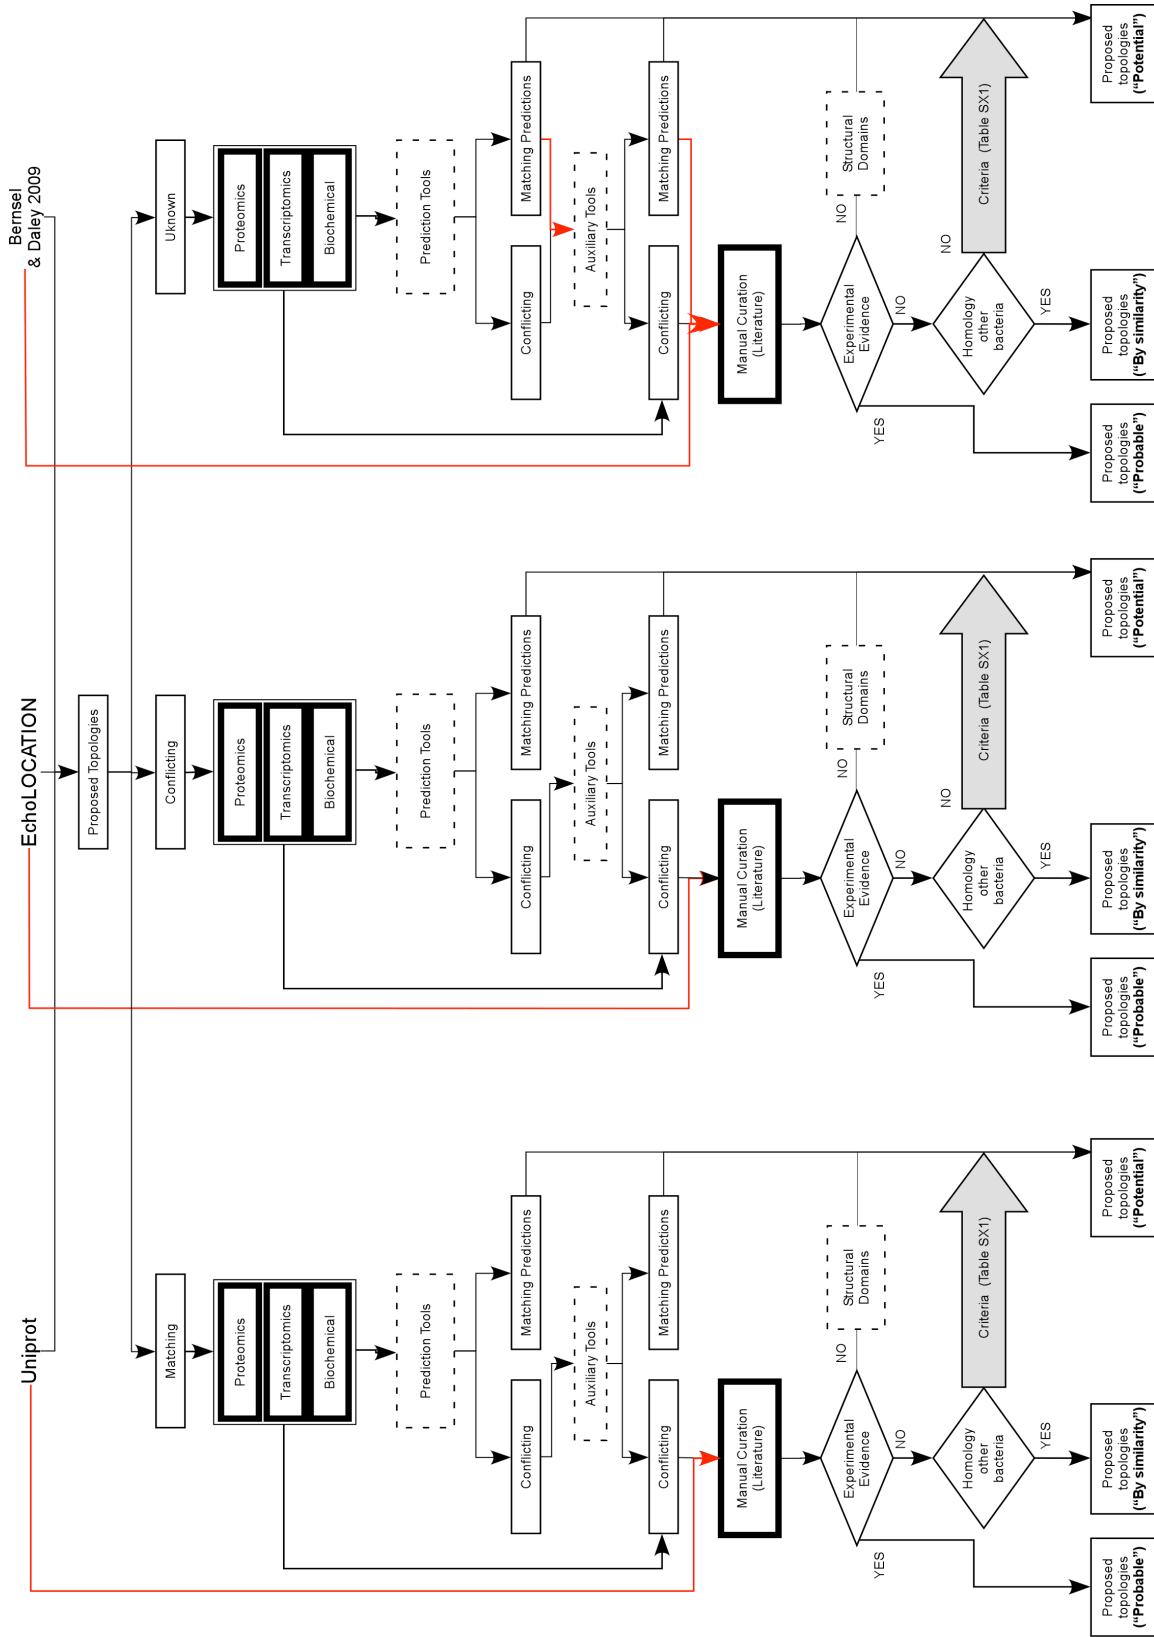 Uniprot
EchoLOCATION
Bernsel
& Daley 2009
Proposed Topologies
Matching
Conflicting
Uknown
Proteomics
Transcriptomics
Biochemical
Proteomics
Transcriptomics
Biochemical
Proteomics
Transcriptomics
Biochemical
Prediction Tools
Prediction Tools
Prediction Tools
Conflicting
Matching Predictions
Conflicting
Matching Predictions
Conflicting
Matching Predictions
Auxiliary Tools
Auxiliary Tools
Auxiliary Tools
Conflicting
Matching Predictions
Conflicting
Matching Predictions
Conflicting
Matching Predictions
Manual Curation
(Literature)
Manual Curation
(Literature)
Manual Curation
(Literature)
Experimental
Evidence
NO
Structural
Domains
Experimental
Evidence
NO
Structural
Domains
Experimental
Evidence
NO
Structural
Domains
YES
NO
YES
NO
YES
NO
Homology
other
bacteria
NO
Criteria (Table SX1)
Homology
other
bacteria
NO
Criteria (Table SX1)
Homology
other
bacteria
NO
Criteria (Table SX1)
YES
YES
YES
Proposed
topologies
(“Probable”)
Proposed
topologies
(“By similarity”)
Proposed
topologies
(“Potential”)
Proposed
topologies
(“Probable”)
Proposed
topologies
(“By similarity”)
Proposed
topologies
(“Potential”)
Proposed
topologies
(“Probable”)
Proposed
topologies
(“By similarity”)
Proposed
topologies
(“Potential”)